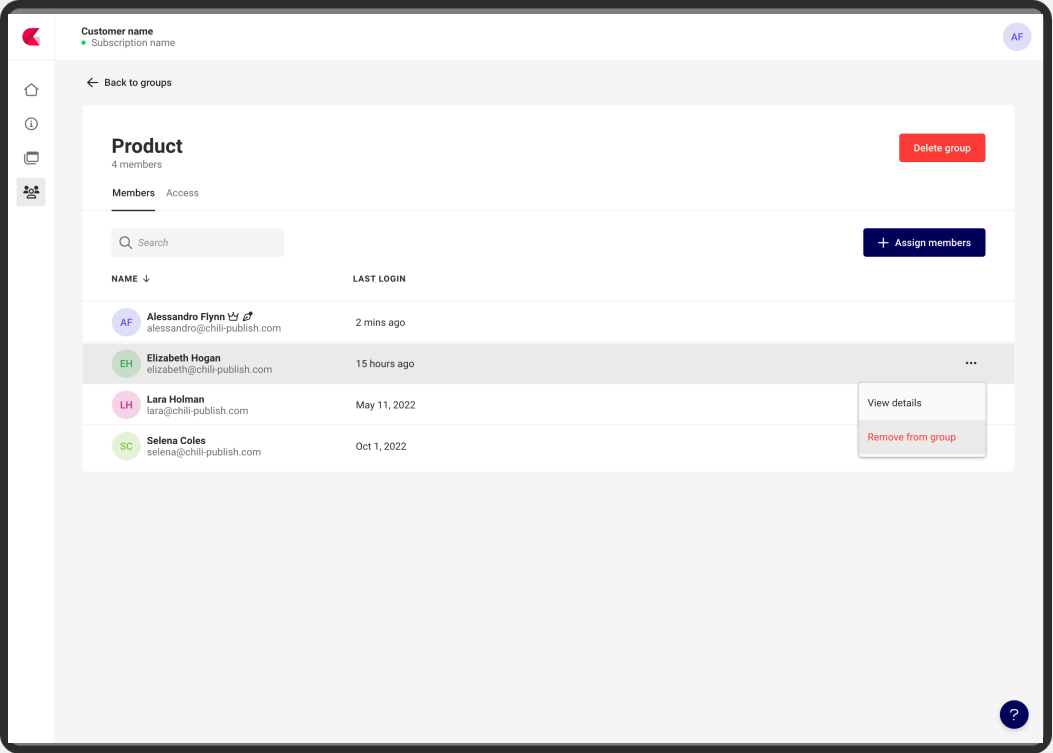 Customer name
Subscription name
AF
Back to groups
Product
4 members
Delete group
Members Access
Search
Assign members
NAME LAST LOGIN
AF Alessandro Flynn 2 mins ago
alessandro@chili-publish.com
EH Elizabeth Hogan 15 hours ago
elizabeth@chili-publish.com
LH Lara Holman May 11, 2022
lara@chili-publish.com
View details
SC Selena Coles Oct 1, 2022
selena@chili-publish.com
Remove from group
?